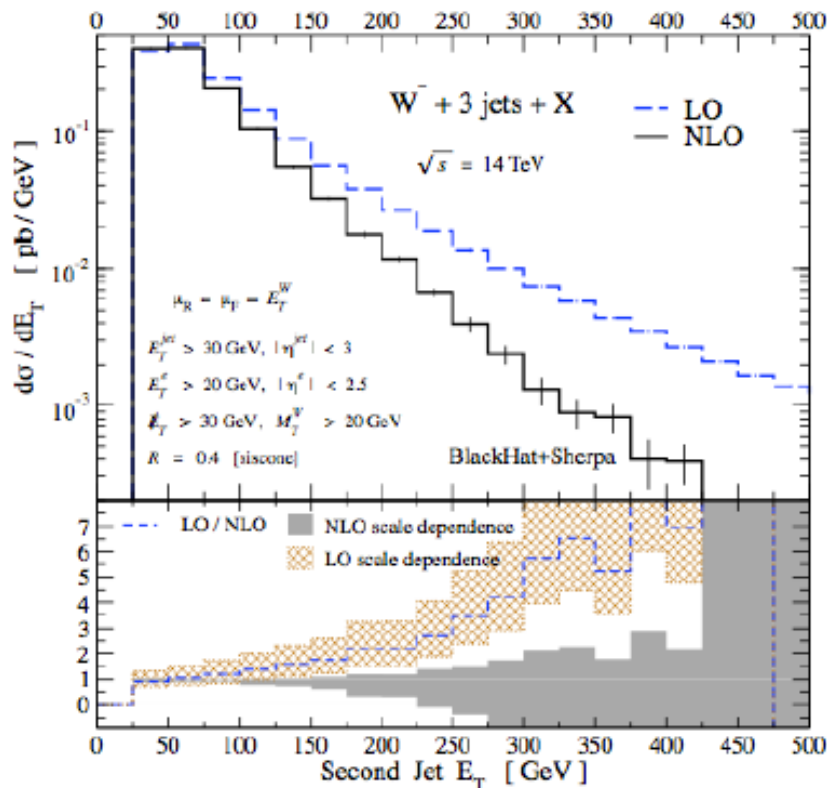 0 50 100 150 200 250 300 350 400 450 500
W⁻ + 3 jets + X
LO
NLO
√s = 14 TeV
10⁻¹
10⁻²
10⁻³
dσ / dE_T [ pb / GeV ]
μ_R = μ_F = E_T^W
E_T^jet > 30 GeV, |η^jet| < 3
E_T^e > 20 GeV, |η^e| < 2.5
E̸_T > 30 GeV, M_T^W > 20 GeV
R = 0.4 [siscone]
BlackHat+Sherpa
LO / NLO
NLO scale dependence
LO scale dependence
7
6
5
4
3
2
1
0
0 50 100 150 200 250 300 350 400 450 500
Second Jet E_T [ GeV ]